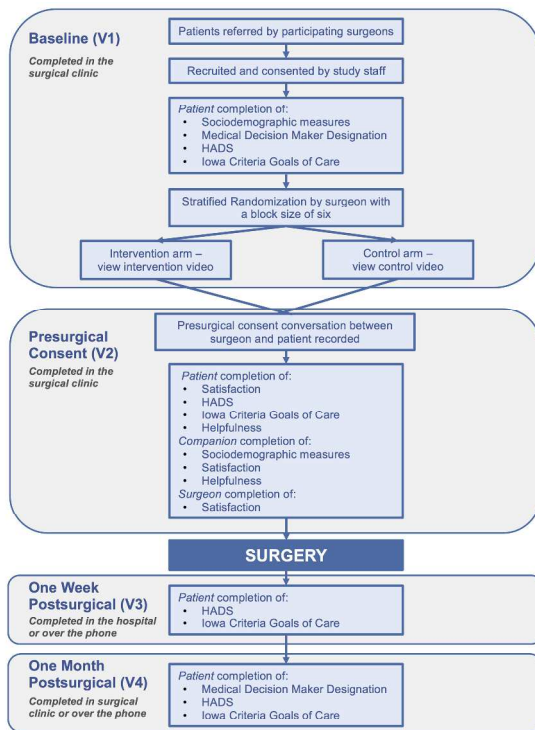 Baseline (V1)
Completed in the
surgical clinic
Patients referred by participating surgeons
Recruited and consented by study staff
Patient completion of:
• Sociodemographic measures
• Medical Decision Maker Designation
• HADS
• Iowa Criteria Goals of Care
Stratified Randomization by surgeon with
a block size of six
Intervention arm –
view intervention video
Control arm –
view control video
Presurgical
Consent (V2)
Completed in the
surgical clinic
Presurgical consent conversation between
surgeon and patient recorded
Patient completion of:
• Satisfaction
• HADS
• Iowa Criteria Goals of Care
• Helpfulness
Companion completion of:
• Sociodemographic measures
• Satisfaction
• Helpfulness
Surgeon completion of:
• Satisfaction
SURGERY
One Week
Postsurgical (V3)
Completed in the hospital
or over the phone
Patient completion of:
• HADS
• Iowa Criteria Goals of Care
One Month
Postsurgical (V4)
Completed in surgical
clinic or over the phone
Patient completion of:
• Medical Decision Maker Designation
• HADS
• Iowa Criteria Goals of Care